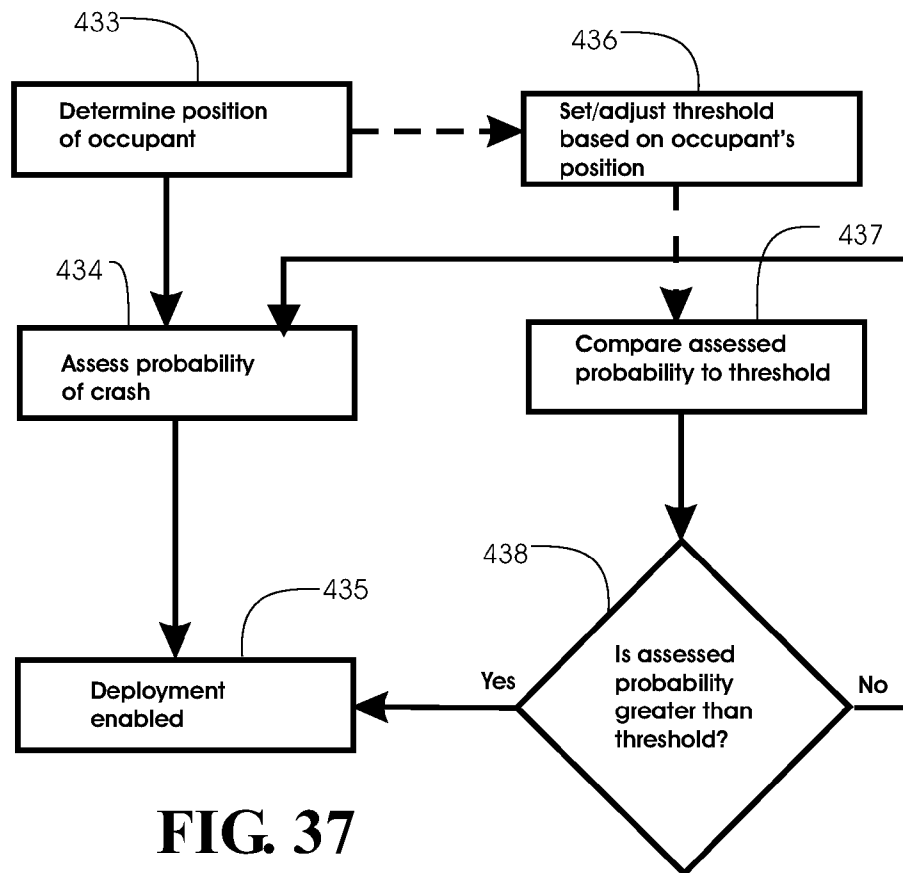 433
436
Determine position
of occupant
Set/adjust threshold
based on occupant's
position
437
434
Assess probability
of crash
Compare assessed
probability to threshold
438
435
Deployment
enabled
Yes
Is assessed
probability
greater than
threshold?
No
FIG. 37